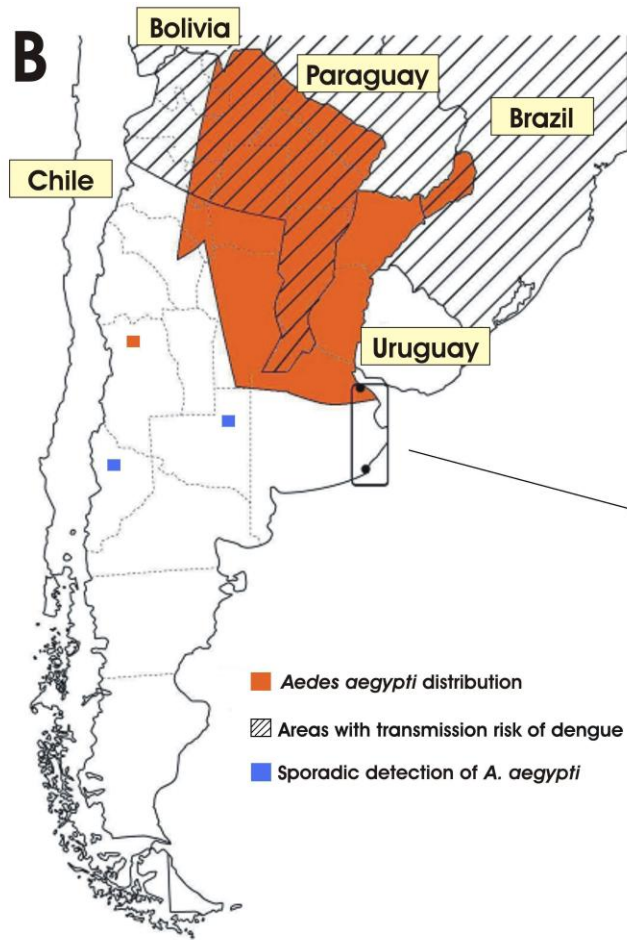 B
Bolivia
Paraguay
Brazil
Chile
Uruguay
Aedes aegypti distribution
Areas with transmission risk of dengue
Sporadic detection of A. aegypti